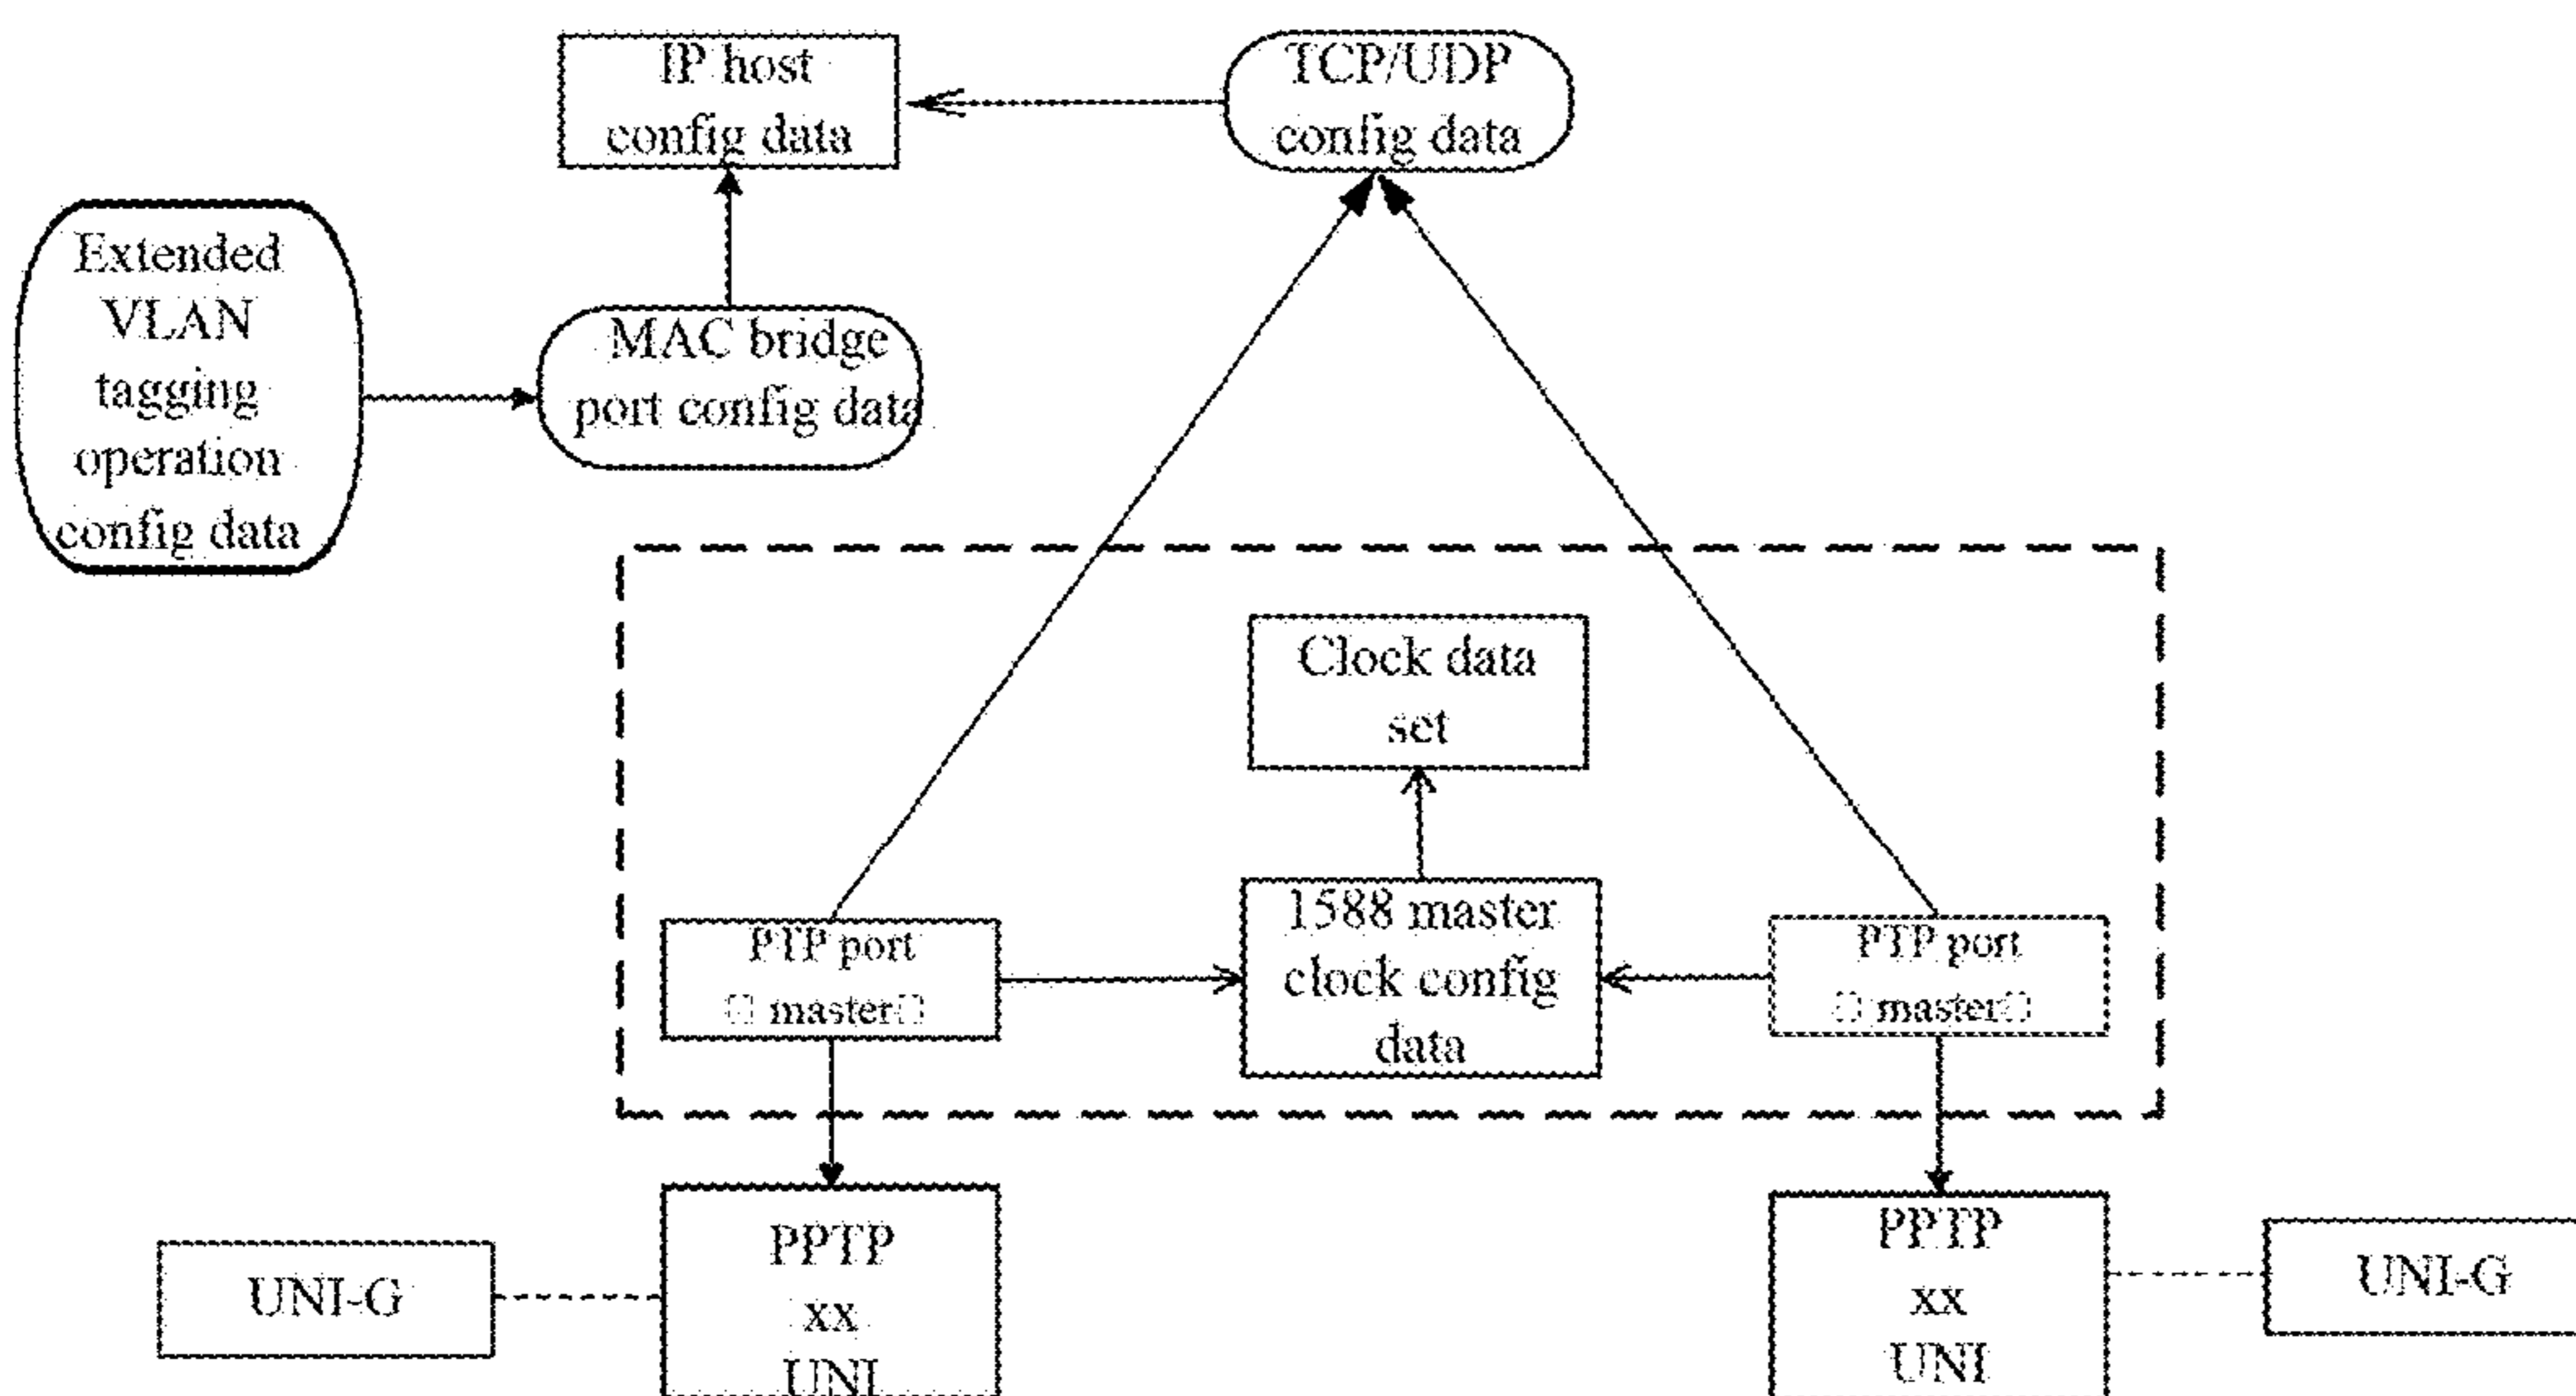 IP host
config data
TCP/UDP
config data
Extended
VLAN
tagging
operation
config data
MAC bridge
port config data
Clock data
set
PTP port
master
1588 master
clock config
data
PTP port
master
UNI-G
PPTP
xx
UNI
PPTP
xx
UNI
UNI-G